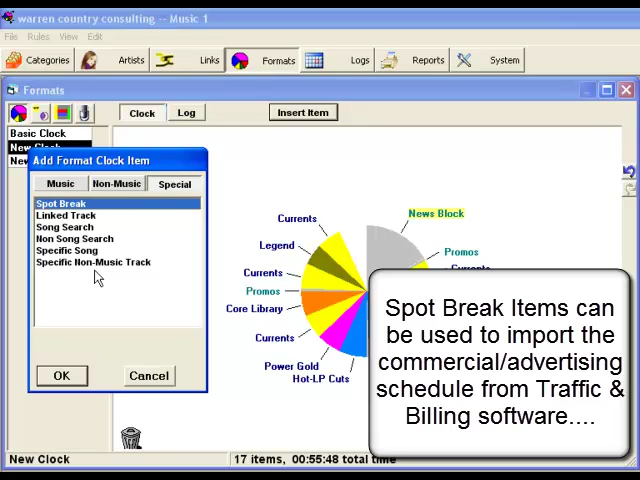 warren country consulting -- Music 1
File Rules View Edit
Categories Artists Links Formats Logs Reports System
Formats
Clock Log Insert Item
Basic Clock
New Clock
New
Add Format Clock Item
Music Non-Music Special
Spot Break
Linked Track
Song Search
Non Song Search
Specific Song
Specific Non-Music Track
OK Cancel
Currents
News Block
Legend
Promos
Currents
Currents
Promos
Core Library
Currents
Power Gold
Hot-LP Cuts
Spot Break Items can
be used to import the
commercial/advertising
schedule from Traffic &
Billing software....
New Clock 17 items, 00:55:48 total time